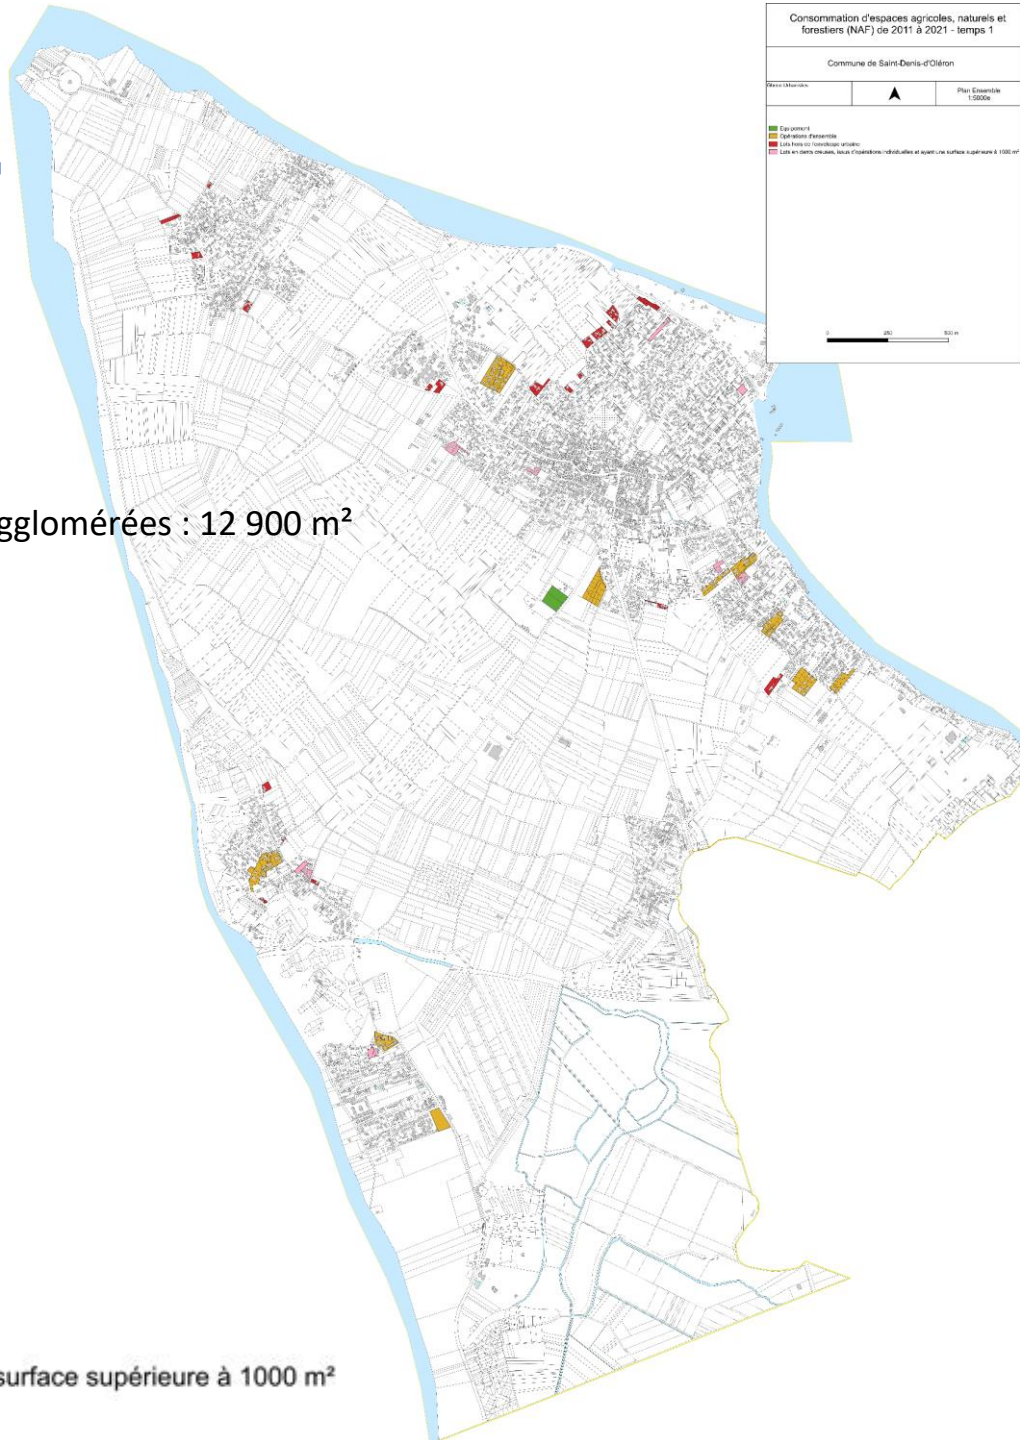 Consommation d'espaces agricoles, naturels et
forestiers (NAF) de 2011 à 2021 - temps 1
Commune de Saint-Denis-d'Oléron
Plan Ensemble
1:5000e
Equipement
Opérations d'ensemble
Lots hors de l'enveloppe urbaine
Lots en dents creuses, issus d'opérations individuelles et ayant une surface supérieure à 1000 m²
0 250 500 m
gglomérées : 12 900 m²
surface supérieure à 1000 m²